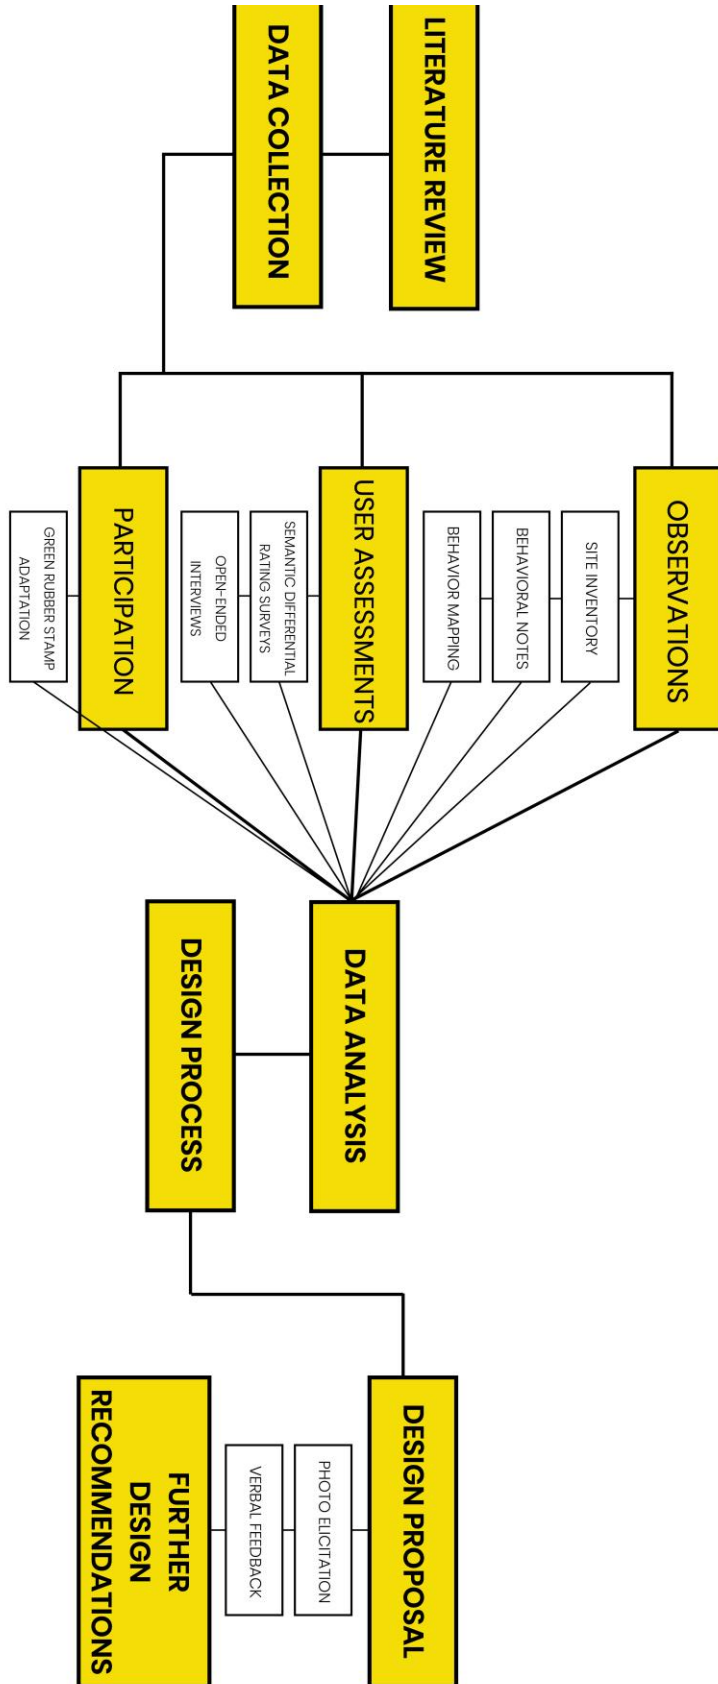 LITERATURE REVIEW
DATA COLLECTION
OBSERVATIONS
SITE INVENTORY
BEHAVIORAL NOTES
BEHAVIOR MAPPING
USER ASSESSMENTS
SEMANTIC DIFFERENTIAL
RATING SURVEYS
OPEN-ENDED
INTERVIEWS
PARTICIPATION
GREEN RUBBER STAMP
ADAPTATION
DATA ANALYSIS
DESIGN PROCESS
DESIGN PROPOSAL
PHOTO ELICITATION
VERBAL FEEDBACK
FURTHER
DESIGN
RECOMMENDATIONS